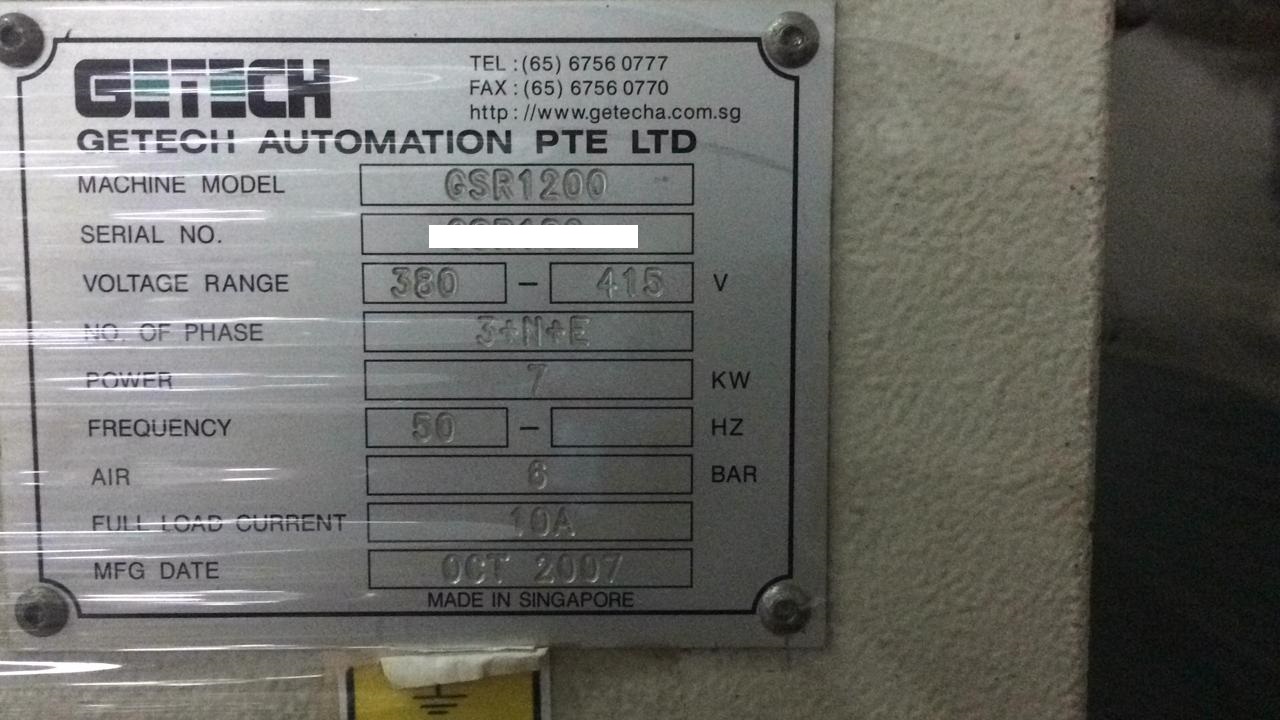 GETECH
TEL : (65) 6756 0777
FAX : (65) 6756 0770
http : //www.getecha.com.sg
GETECH AUTOMATION PTE LTD
MACHINE MODEL GSR1200
SERIAL NO.
VOLTAGE RANGE 380 – 415 V
NO. OF PHASE 3+N+E
POWER 7 KW
FREQUENCY 50 – HZ
AIR 6 BAR
FULL LOAD CURRENT 10A
MFG DATE OCT 2007
MADE IN SINGAPORE